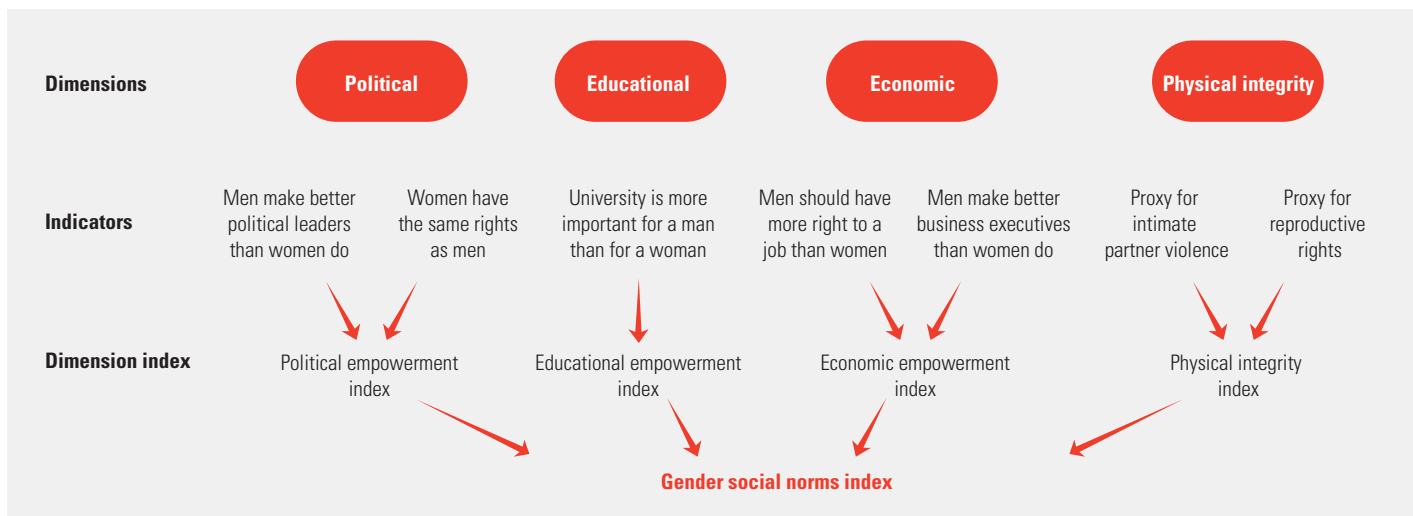 Dimensions
Political
Educational
Economic
Physical integrity
Indicators
Men make better
political leaders
than women do
Women have
the same rights
as men
University is more
important for a man
than for a woman
Men should have
more right to a
job than women
Men make better
business executives
than women do
Proxy for
intimate
partner violence
Proxy for
reproductive
rights
Dimension index
Political empowerment
index
Educational empowerment
index
Economic empowerment
index
Physical integrity
index
Gender social norms index